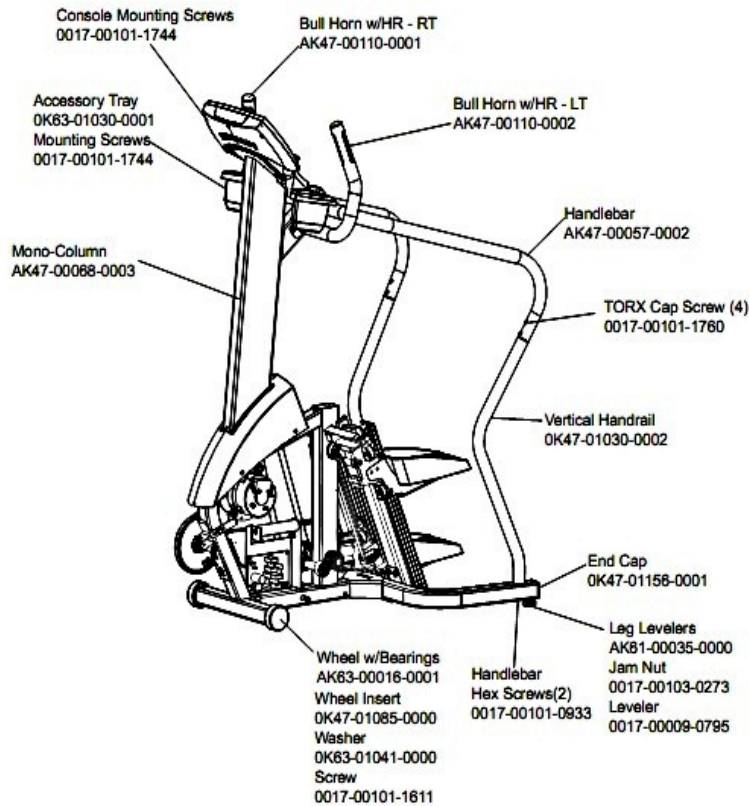 Console Mounting Screws
0017-00101-1744
Bull Horn w/HR - RT
AK47-00110-0001
Accessory Tray
0K63-01030-0001
Mounting Screws
0017-00101-1744
Bull Horn w/HR - LT
AK47-00110-0002
Handlebar
AK47-00057-0002
Mono-Column
AK47-00068-0003
TORX Cap Screw (4)
0017-00101-1760
Vertical Handrail
0K47-01030-0002
End Cap
0K47-01156-0001
Leg Levelers
AK61-00035-0000
Jam Nut
0017-00103-0273
Leveler
0017-00009-0795
Handlebar
Hex Screws(2)
0017-00101-0933
Wheel w/Bearings
AK63-00016-0001
Wheel Insert
0K47-01085-0000
Washer
0K63-01041-0000
Screw
0017-00101-1611